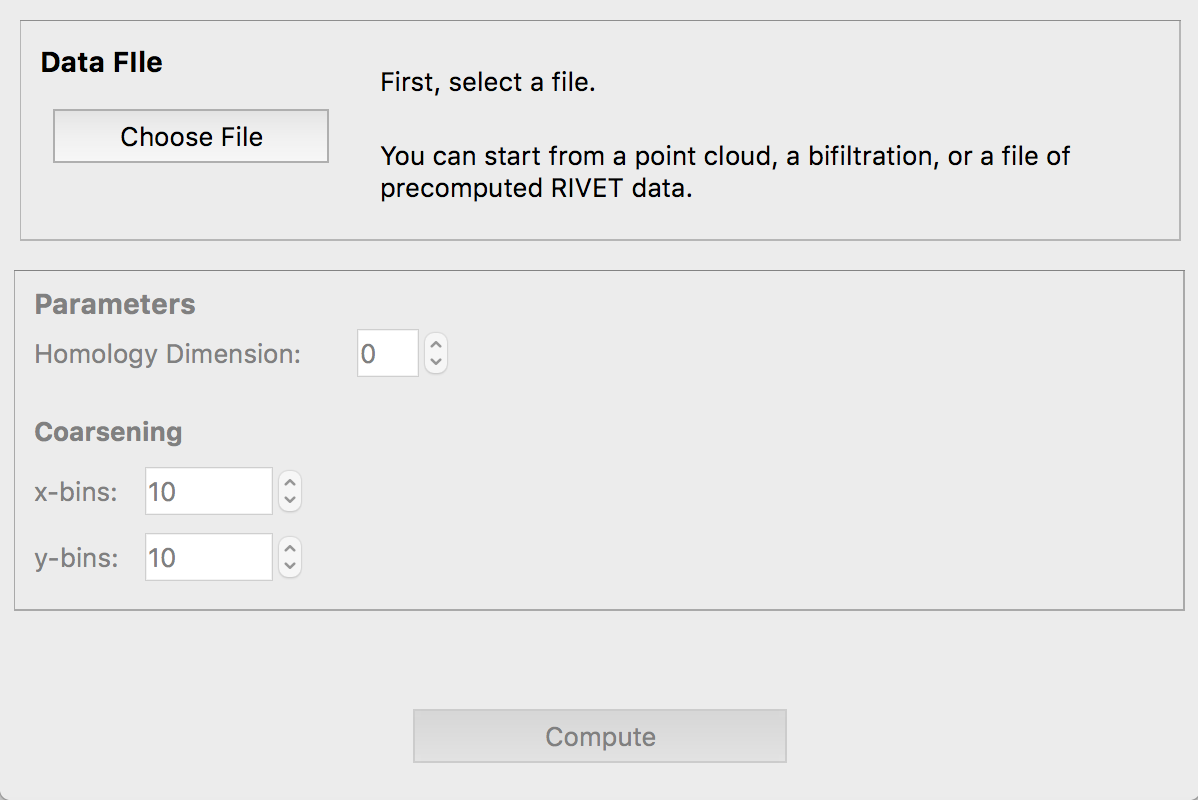 Data FIle
First, select a file.
Choose File
You can start from a point cloud, a bifiltration, or a file of
precomputed RIVET data.
Parameters
Homology Dimension: 0
Coarsening
x-bins: 10
y-bins: 10
Compute